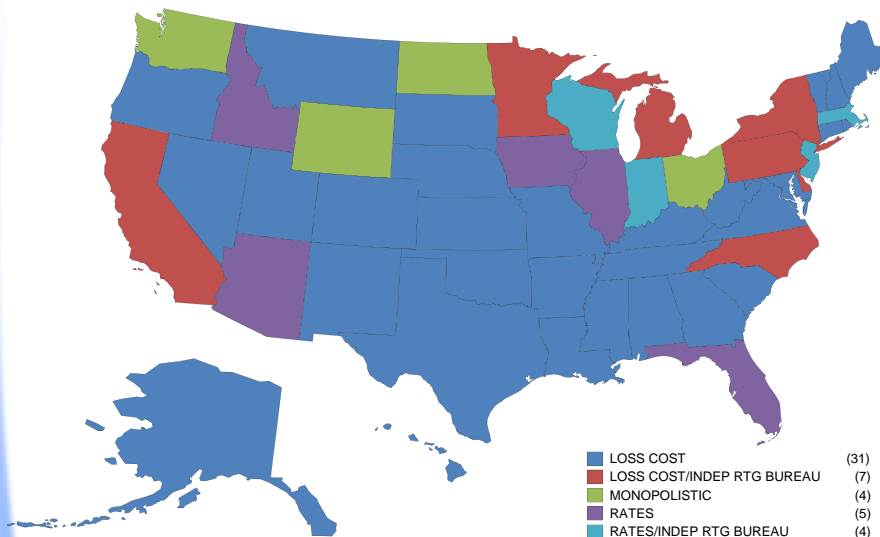 LOSS COST (31)
LOSS COST/INDEP RTG BUREAU (7)
MONOPOLISTIC (4)
RATES (5)
RATES/INDEP RTG BUREAU (4)